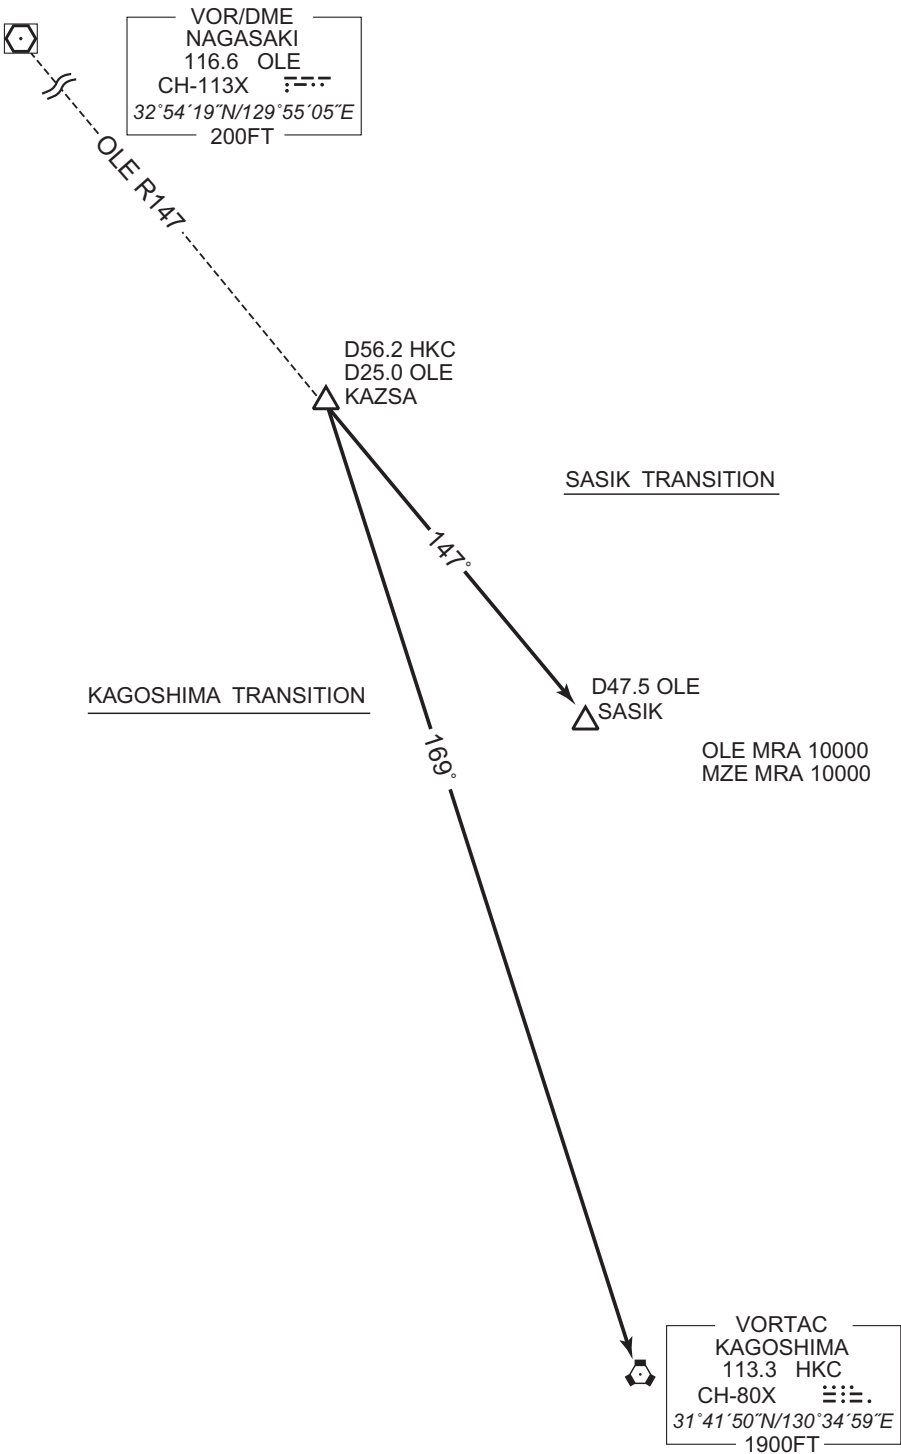 VOR/DME
NAGASAKI
116.6 OLE
CH-113X
32°54´19˝N/129°55´05˝E
200FT
OLE R147
D56.2 HKC
D25.0 OLE
KAZSA
SASIK TRANSITION
147°
KAGOSHIMA TRANSITION
D47.5 OLE
SASIK
169°
OLE MRA 10000
MZE MRA 10000
VORTAC
KAGOSHIMA
113.3 HKC
CH-80X
31°41´50˝N/130°34´59˝E
1900FT